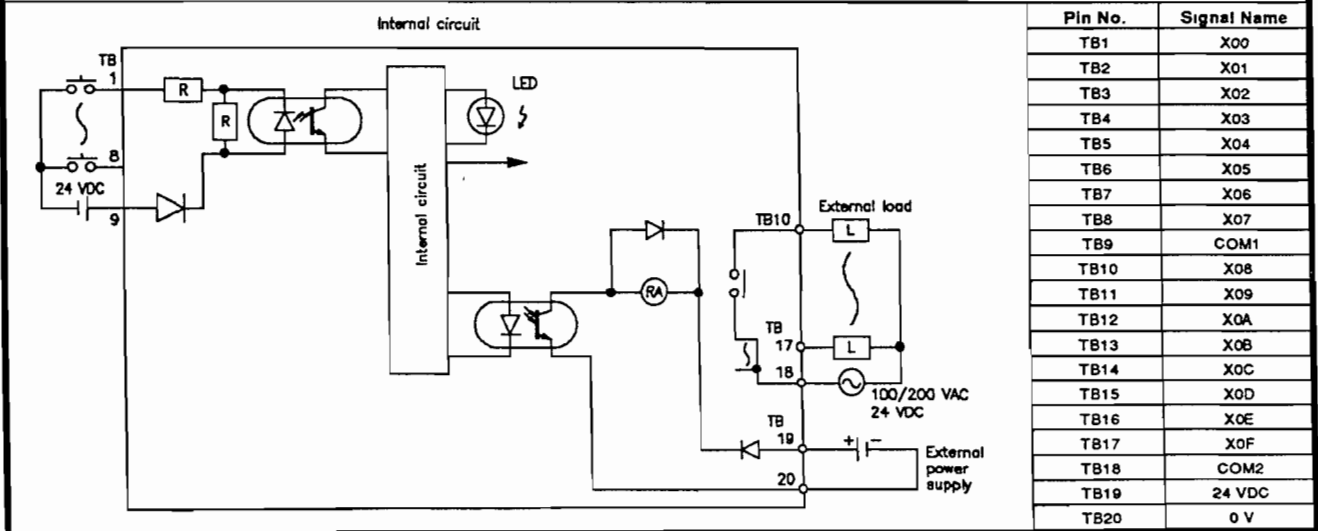 Internal circuit
TB
1
R
R
8
24 VDC
9
LED
Internal circuit
RA
TB10
External load
L
TB
17
L
18
100/200 VAC
24 VDC
TB
19
+ −
External
power
supply
20
Pin No. Signal Name
TB1 X00
TB2 X01
TB3 X02
TB4 X03
TB5 X04
TB6 X05
TB7 X06
TB8 X07
TB9 COM1
TB10 X08
TB11 X09
TB12 X0A
TB13 X0B
TB14 X0C
TB15 X0D
TB16 X0E
TB17 X0F
TB18 COM2
TB19 24 VDC
TB20 0 V